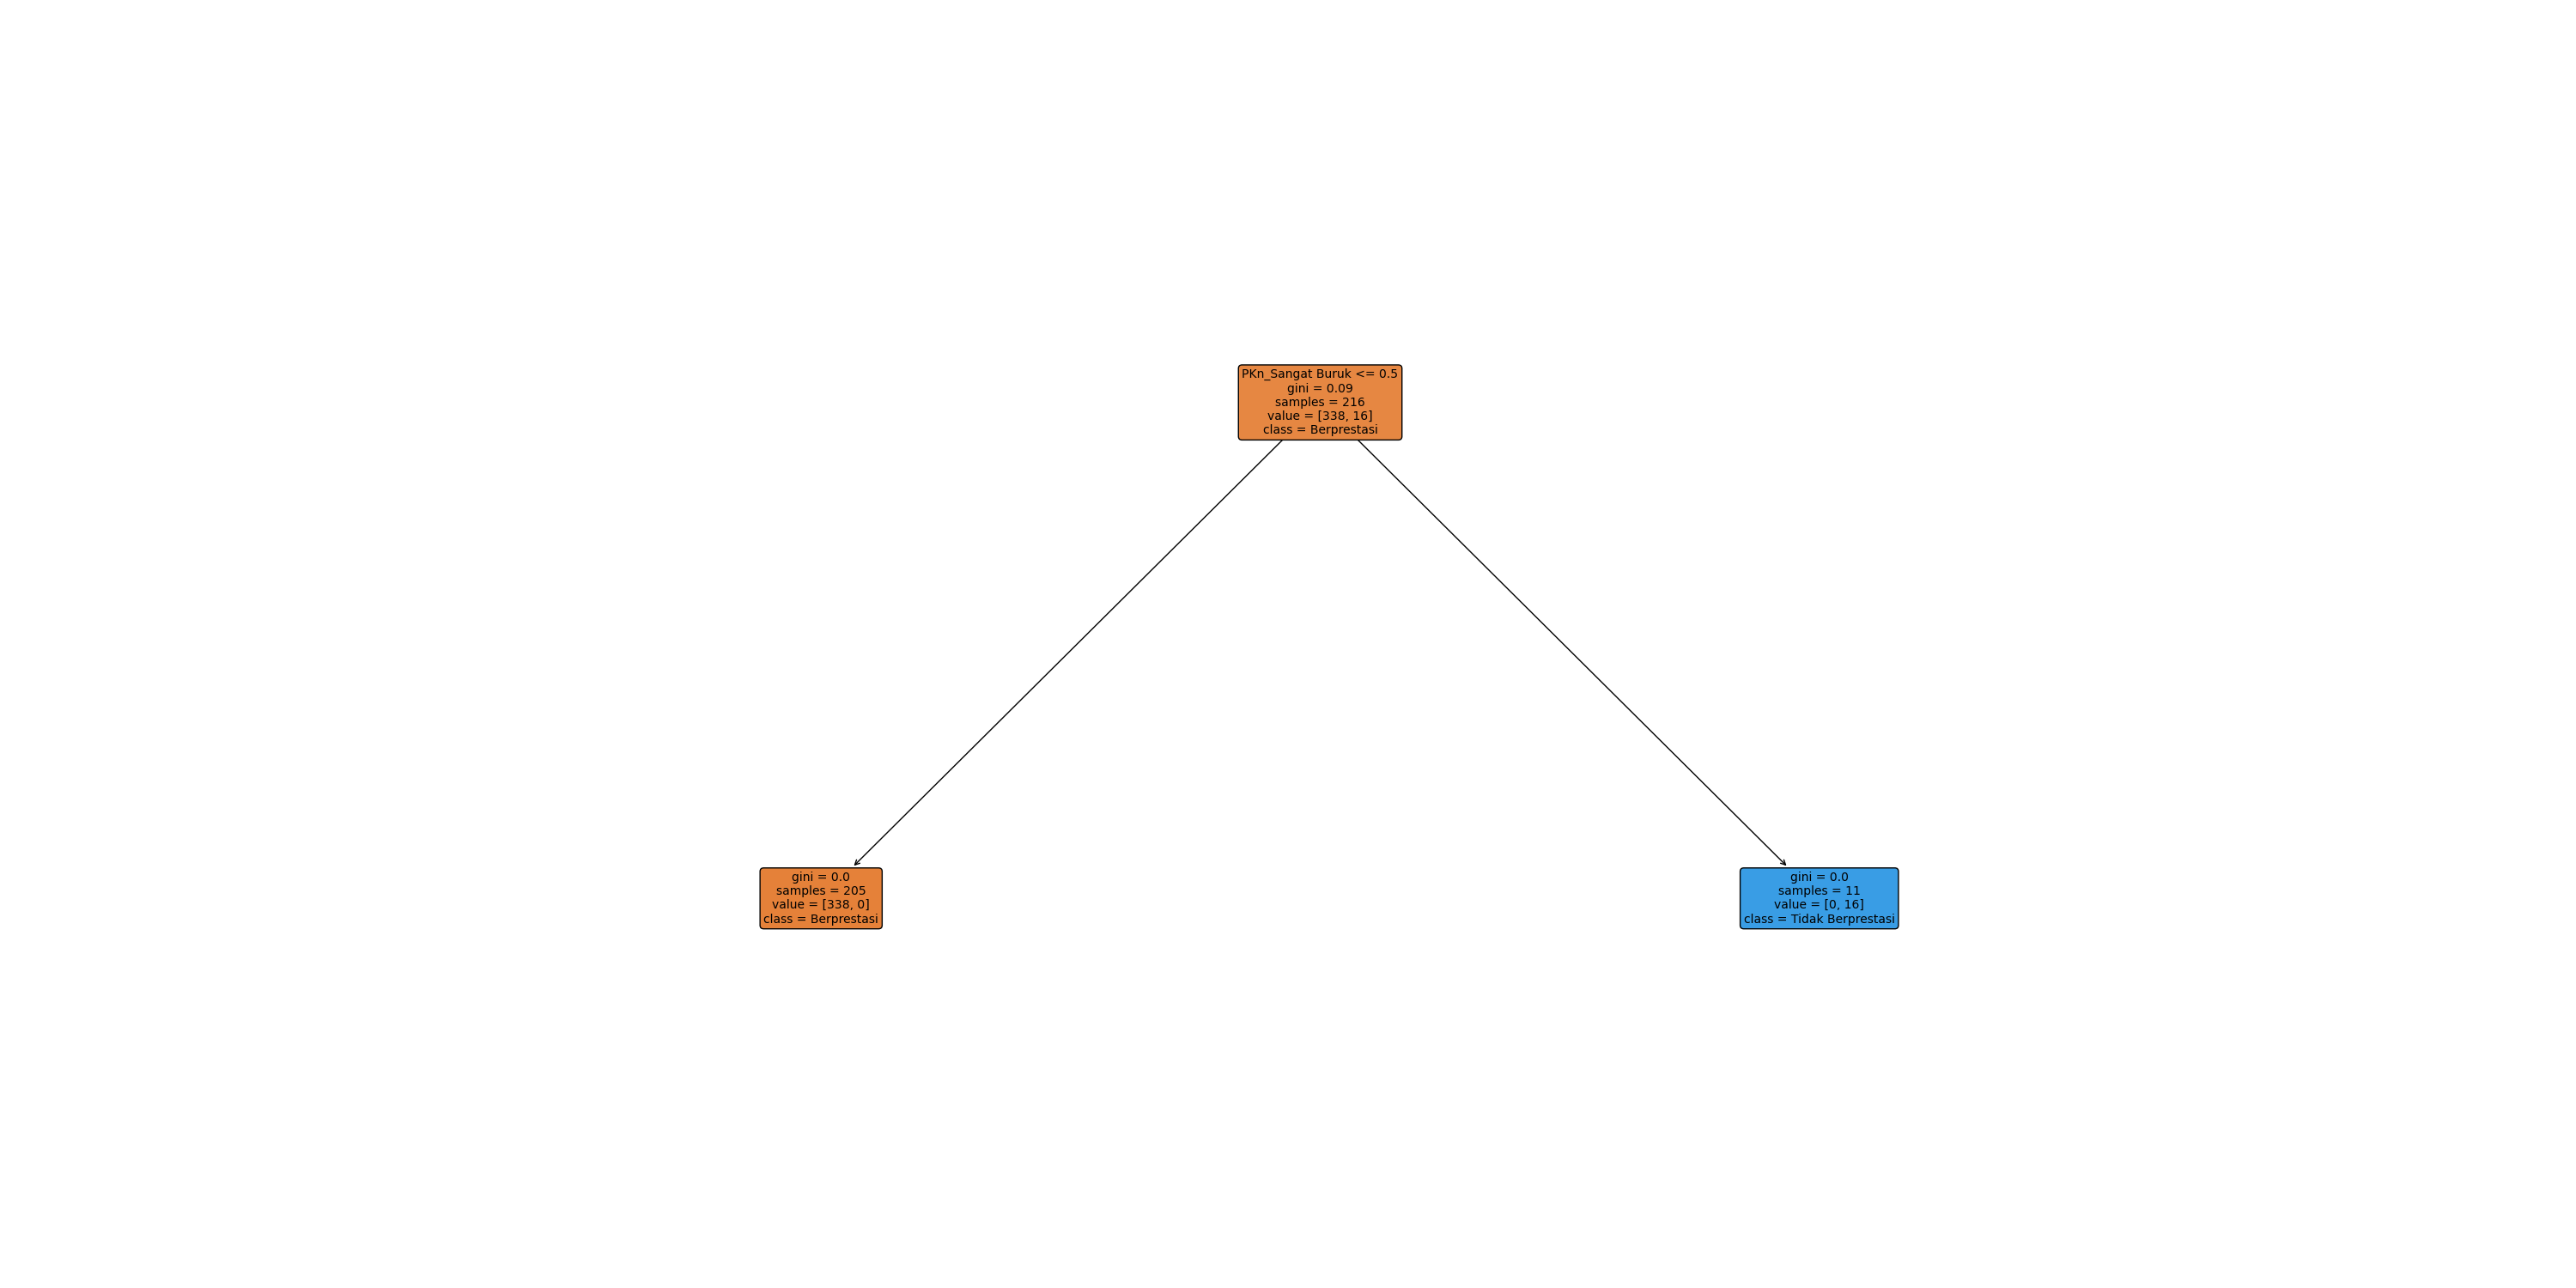 PKn_Sangat Buruk <= 0.5
gini = 0.09
samples = 216
value = [338, 16]
class = Berprestasi
gini = 0.0
samples = 205
value = [338, 0]
class = Berprestasi
gini = 0.0
samples = 11
value = [0, 16]
class = Tidak Berprestasi